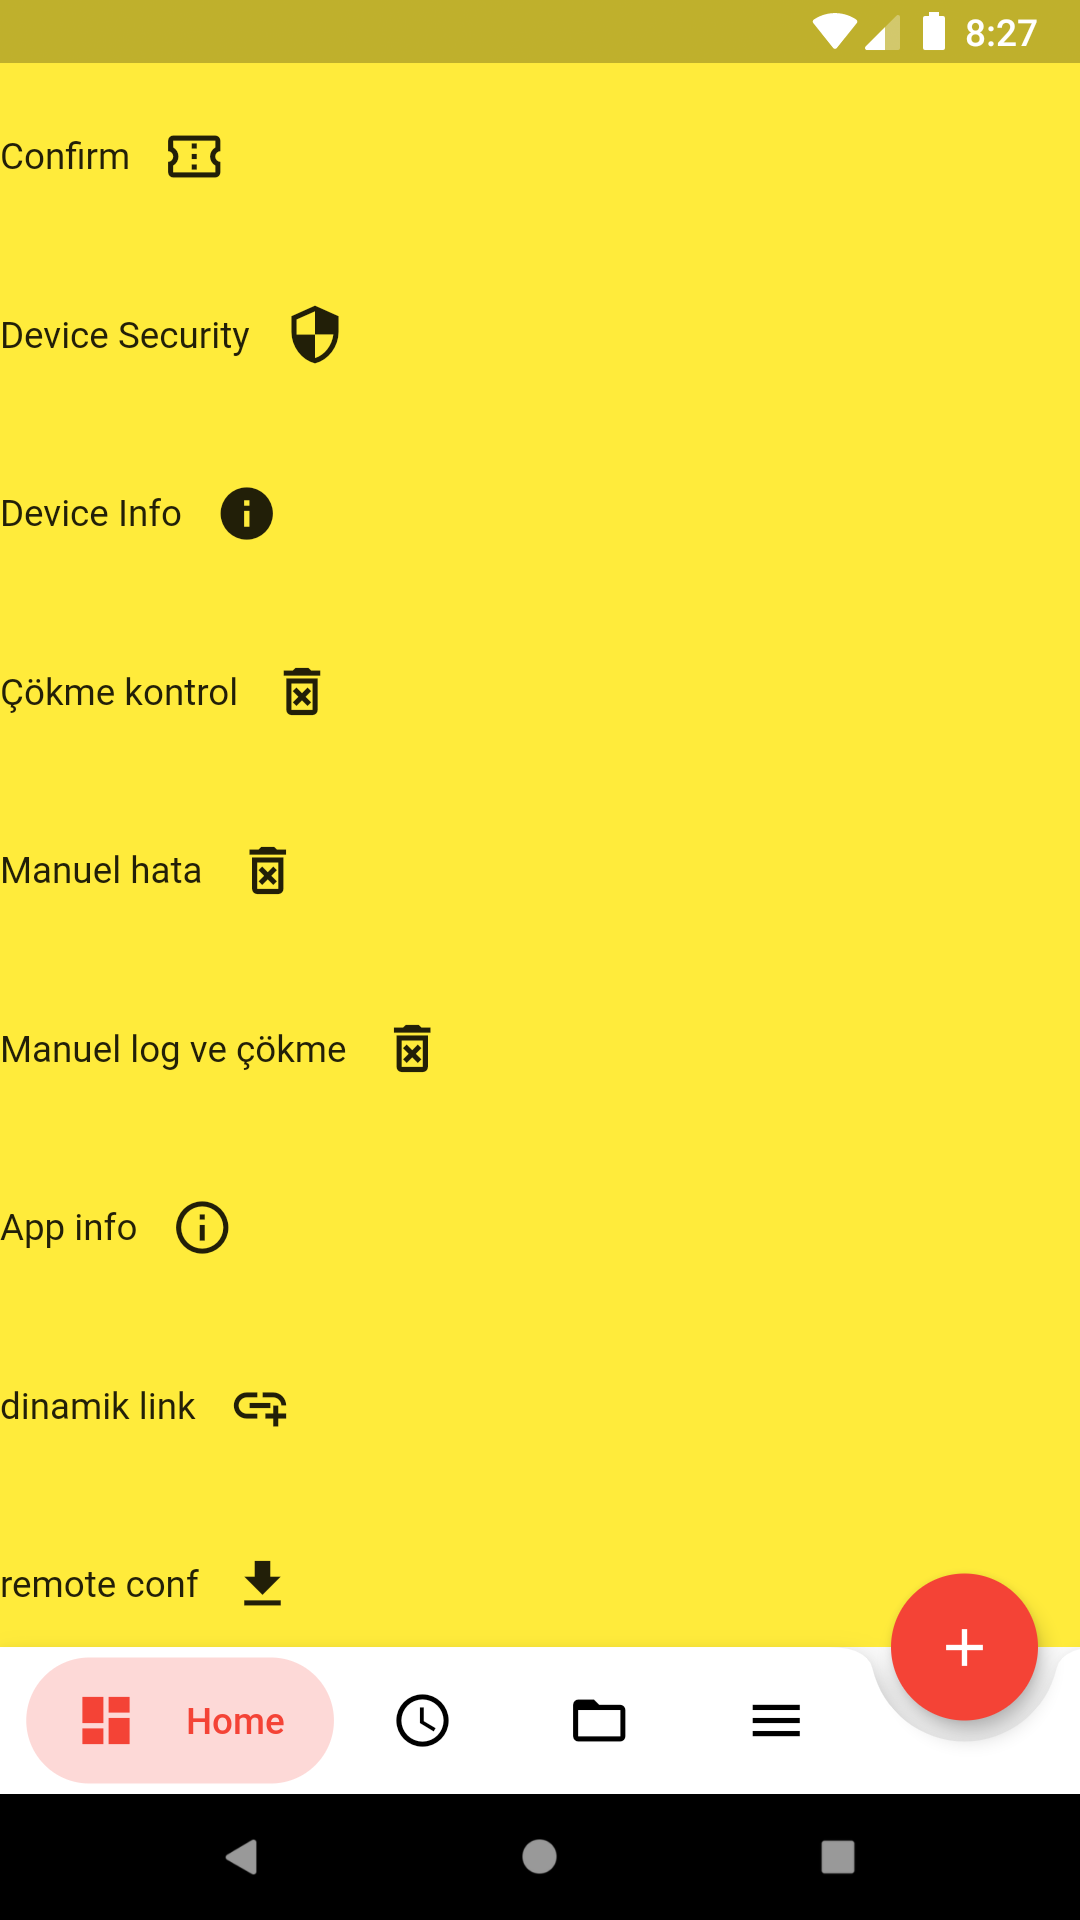 8:27
Confirm
Device Security
Device Info
Çökme kontrol
Manuel hata
Manuel log ve çökme
App info
dinamik link
remote conf
Home